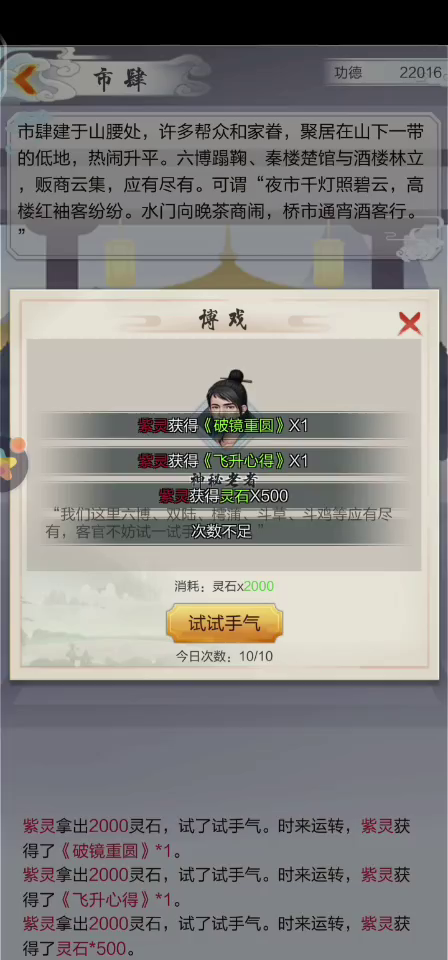 市肆
功德 22016
市肆建于山腰处，许多帮众和家眷，聚居在山下一带
的低地，热闹升平。六博蹋鞠、秦楼楚馆与酒楼林立
，贩商云集，应有尽有。可谓“夜市千灯照碧云，高
楼红袖客纷纷。水门向晚茶商闹，桥市通宵酒客行。
”
博戏
紫灵获得《破镜重圆》X1
紫灵获得《飞升心得》X1
神秘老者
紫灵获得灵石X500
“我们这里六博、双陆、樗蒲、斗草、斗鸡等应有尽
有，客官不妨试一试手
次数不足
消耗：灵石x2000
试试手气
今日次数：10/10
紫灵拿出2000灵石，试了试手气。时来运转，紫灵获
得了《破镜重圆》*1。
紫灵拿出2000灵石，试了试手气。时来运转，紫灵获
得了《飞升心得》*1。
紫灵拿出2000灵石，试了试手气。时来运转，紫灵获
得了灵石*500。